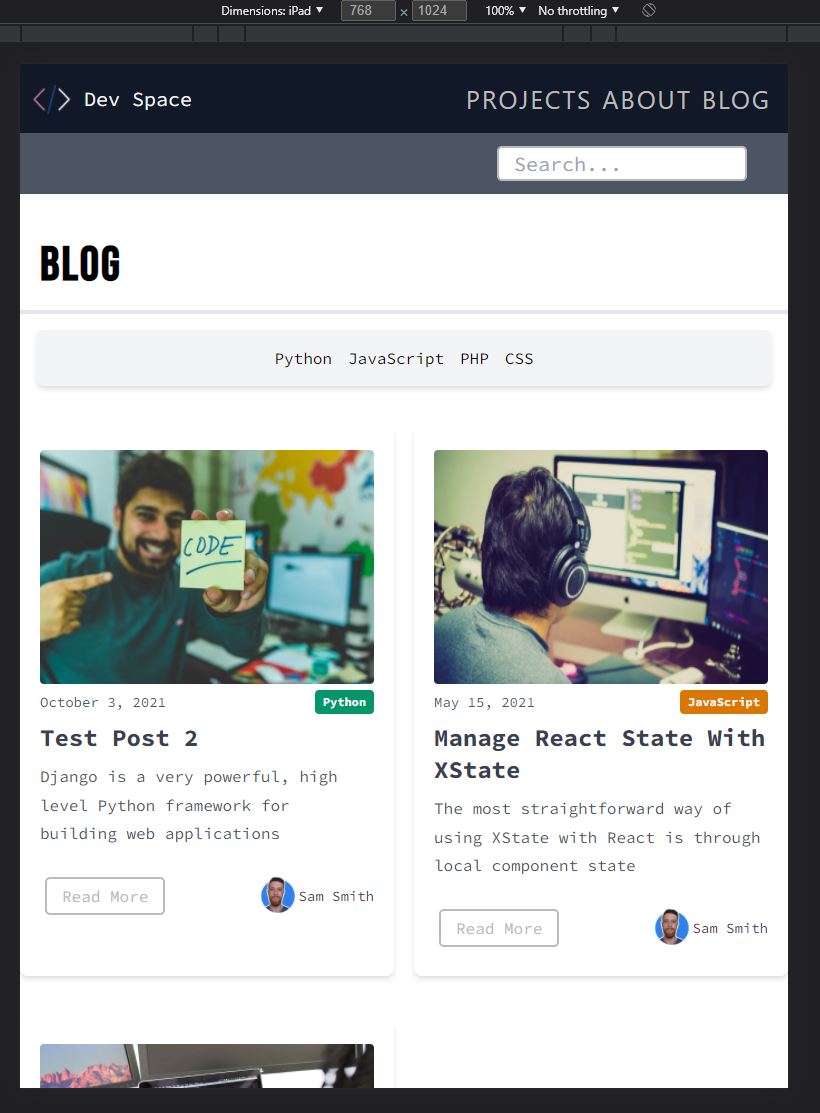 Dimensions: iPad ▼ 768 × 1024 100% ▼ No throttling ▼
</> Dev Space PROJECTS ABOUT BLOG
Search...
BLOG
Python JavaScript PHP CSS
CODE
October 3, 2021 Python
Test Post 2
Django is a very powerful, high
level Python framework for
building web applications
Read More Sam Smith
May 15, 2021 JavaScript
Manage React State With
XState
The most straightforward way of
using XState with React is through
local component state
Read More Sam Smith